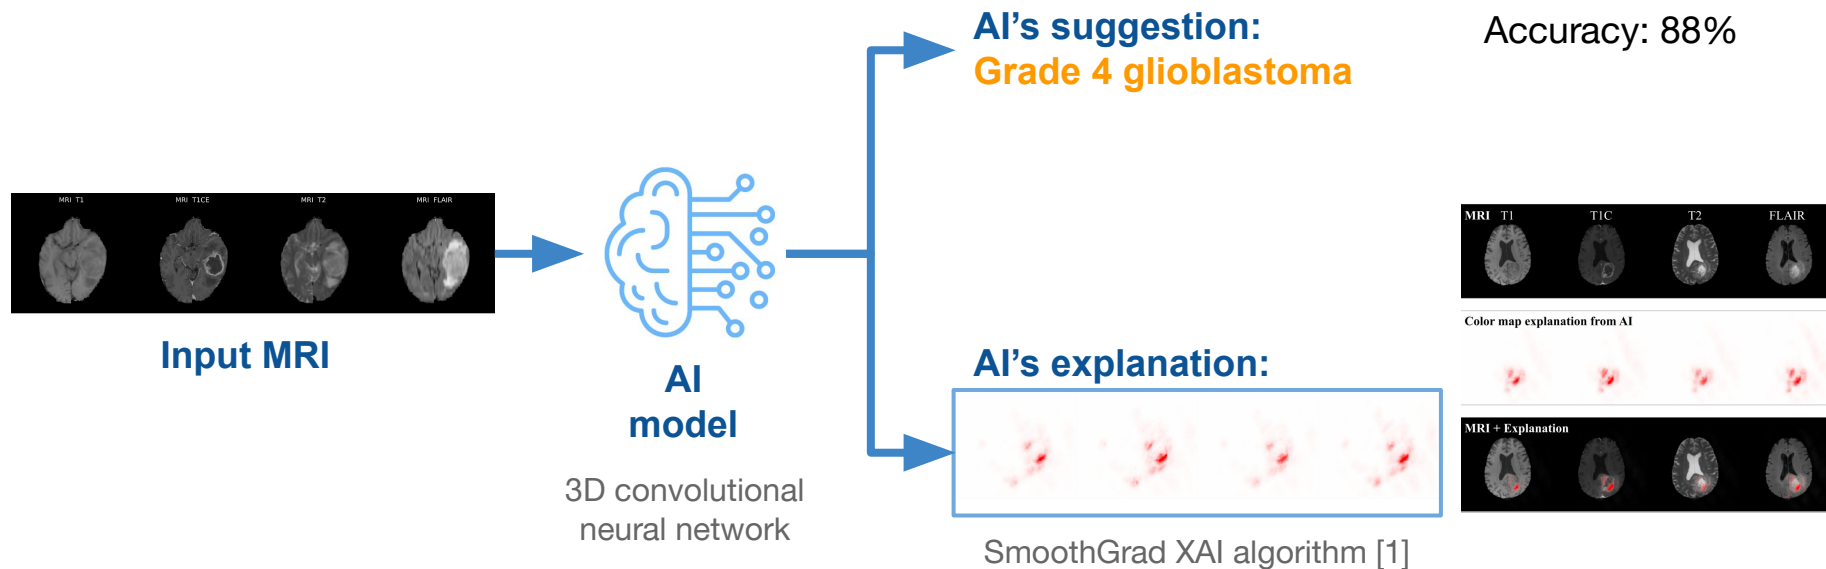 AI's suggestion:
Grade 4 glioblastoma
Accuracy: 88%
MRI T1
MRI T1CE
MRI T2
MRI FLAIR
Input MRI
AI
model
3D convolutional
neural network
AI's explanation:
SmoothGrad XAI algorithm [1]
MRI T1 T1C T2 FLAIR
Color map explanation from AI
MRI + Explanation